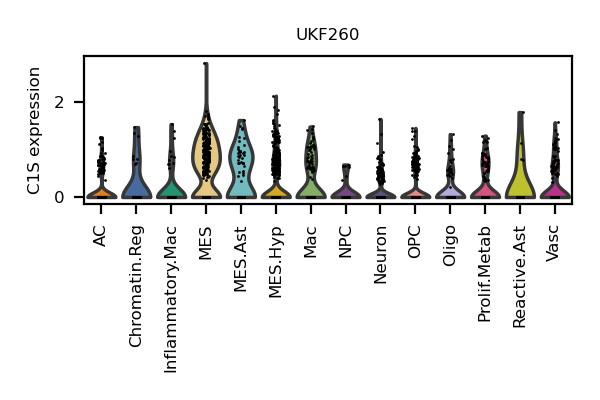 UKF260
C1S expression
2
0
AC
Chromatin.Reg
Inflammatory.Mac
MES
MES.Ast
MES.Hyp
Mac
NPC
Neuron
OPC
Oligo
Prolif.Metab
Reactive.Ast
Vasc